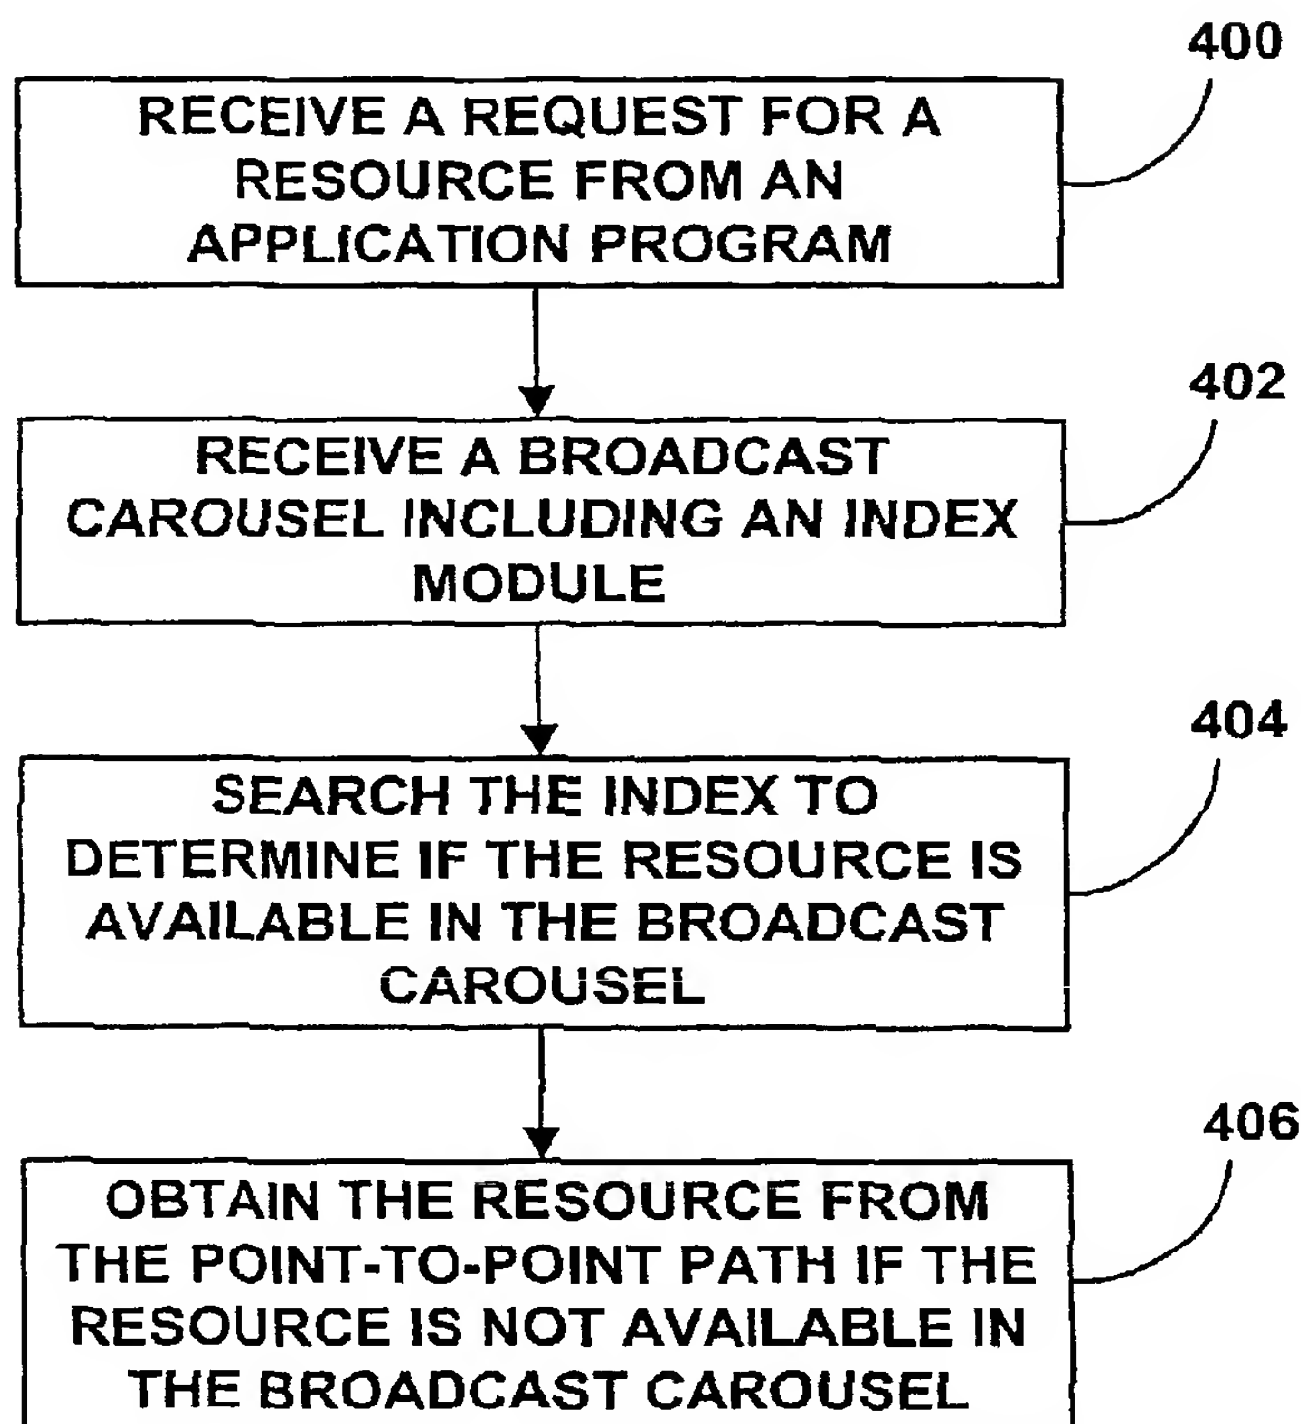 400
RECEIVE A REQUEST FOR A
RESOURCE FROM AN
APPLICATION PROGRAM
402
RECEIVE A BROADCAST
CAROUSEL INCLUDING AN INDEX
MODULE
404
SEARCH THE INDEX TO
DETERMINE IF THE RESOURCE IS
AVAILABLE IN THE BROADCAST
CAROUSEL
406
OBTAIN THE RESOURCE FROM
THE POINT-TO-POINT PATH IF THE
RESOURCE IS NOT AVAILABLE IN
THE BROADCAST CAROUSEL